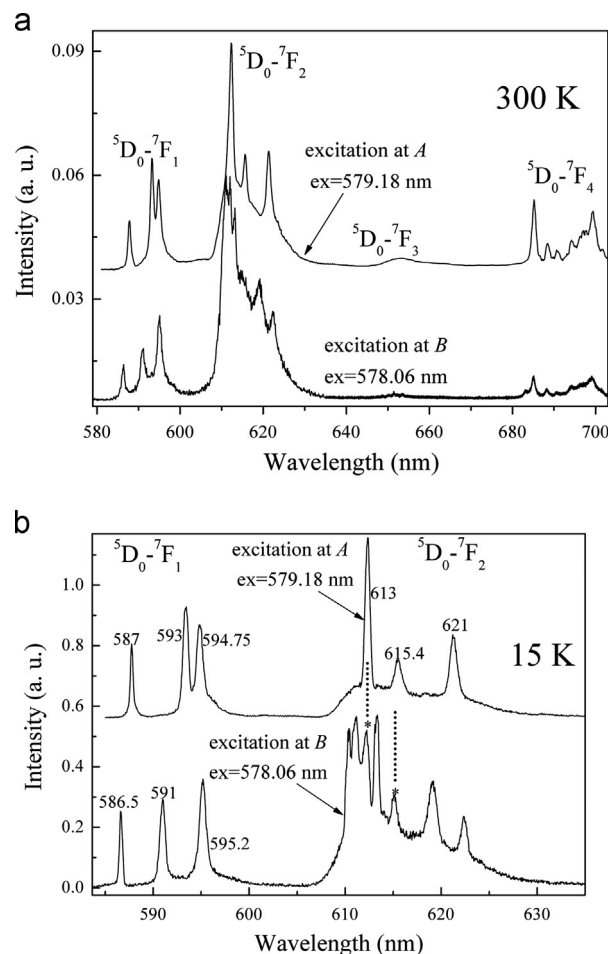 a
0.09
0.06
0.03
Intensity (a. u.)
⁵D₀-⁷F₂
300 K
⁵D₀-⁷F₁
excitation at A
ex=579.18 nm
⁵D₀-⁷F₄
⁵D₀-⁷F₃
excitation at B
ex=578.06 nm
580 600 620 640 660 680 700
Wavelength (nm)
b
1.0
0.8
0.6
0.4
0.2
0.0
Intensity (a. u.)
⁵D₀-⁷F₁
excitation at A
ex=579.18 nm
⁵D₀-⁷F₂
613
587
593
594.75
615.4
621
15 K
*
*
excitation at B
ex=578.06 nm
586.5
591
595.2
590 600 610 620 630
Wavelength (nm)